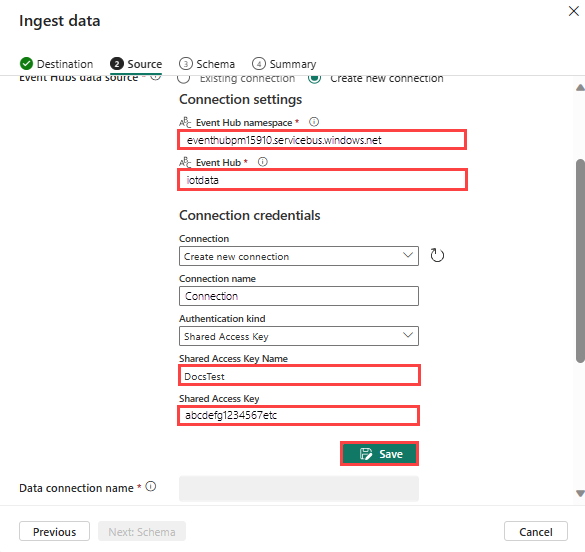 Ingest data
Destination 2 Source 3 Schema 4 Summary
Event Hubs data source * Existing connection Create new connection
Connection settings
Event Hub namespace *
eventhubpm15910.servicebus.windows.net
Event Hub *
iotdata
Connection credentials
Connection
Create new connection
Connection name
Connection
Authentication kind
Shared Access Key
Shared Access Key Name
DocsTest
Shared Access Key
abcdefg1234567etc
Save
Data connection name *
Previous Next: Schema Cancel